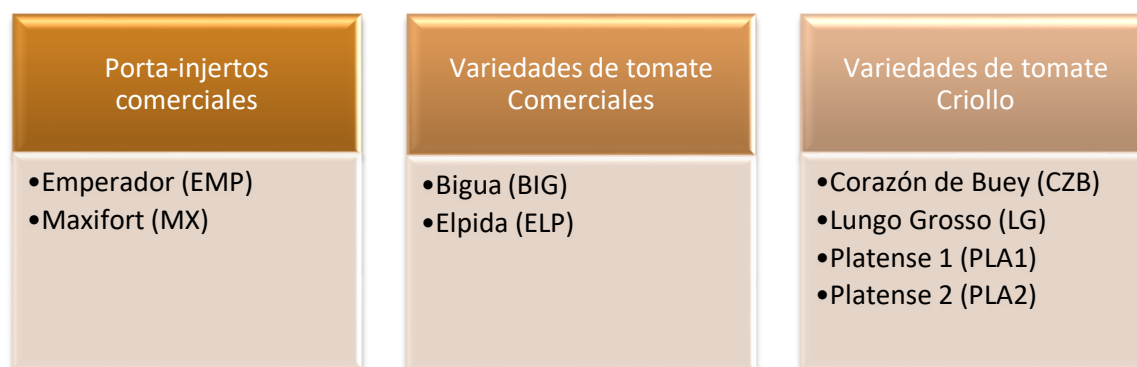 Porta-injertos
comerciales
•Emperador (EMP)
•Maxifort (MX)
Variedades de tomate
Comerciales
•Bigua (BIG)
•Elpida (ELP)
Variedades de tomate
Criollo
•Corazón de Buey (CZB)
•Lungo Grosso (LG)
•Platense 1 (PLA1)
•Platense 2 (PLA2)